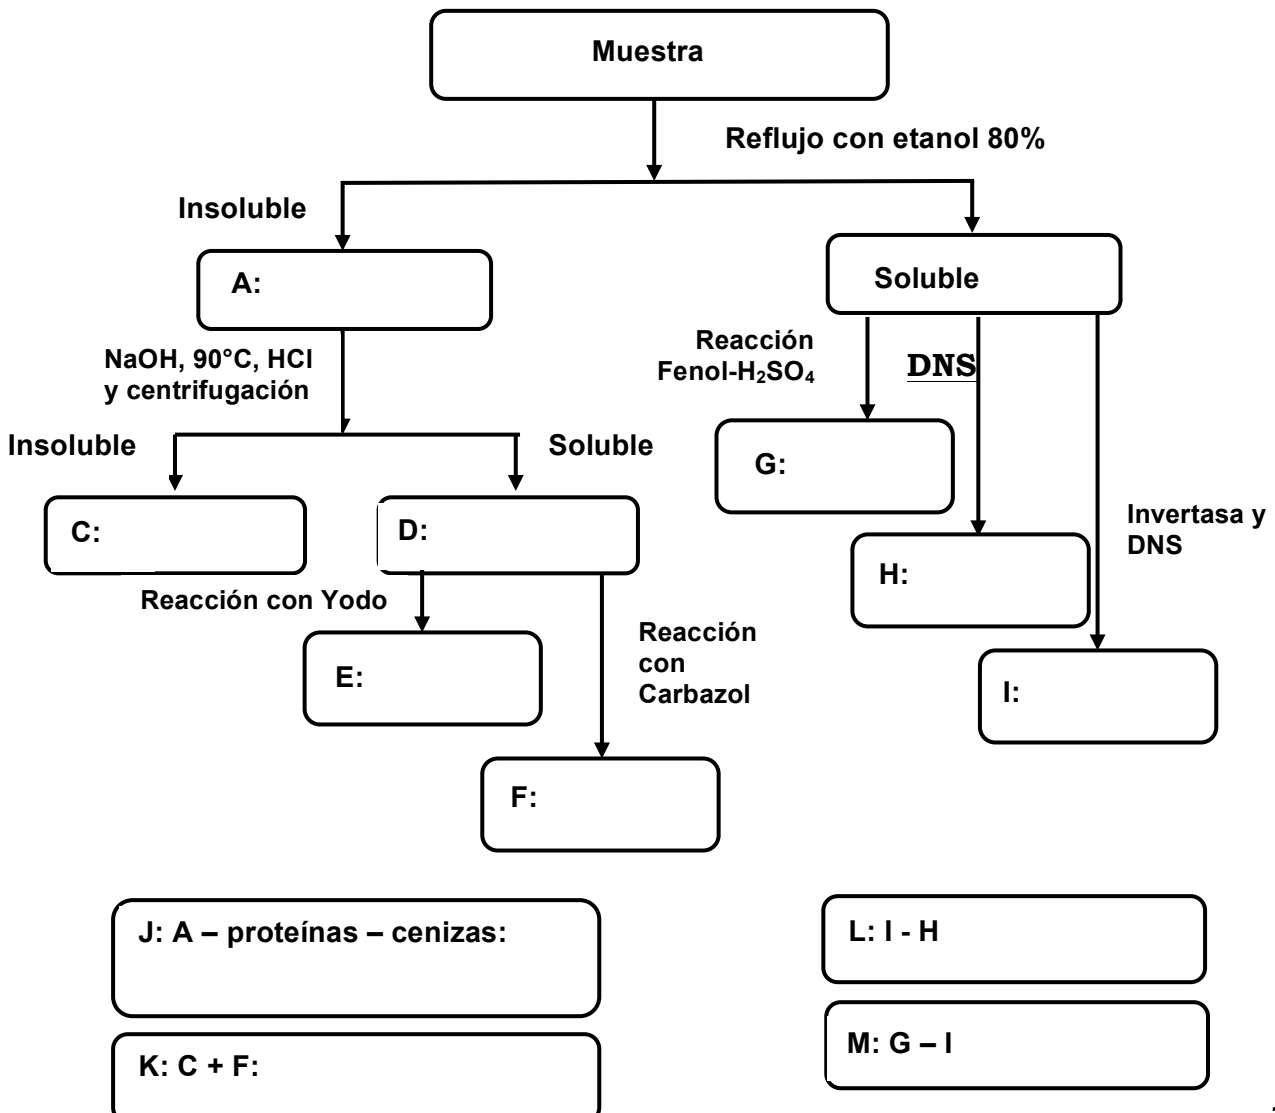 Muestra
Reflujo con etanol 80%
Insoluble
A:
Soluble
NaOH, 90°C, HCl
y centrifugación
Reacción
Fenol-H₂SO₄
DNS
Insoluble
Soluble
G:
C:
D:
Invertasa y
DNS
H:
Reacción con Yodo
Reacción
con
Carbazol
E:
I:
F:
J: A – proteínas – cenizas:
L: I - H
K: C + F:
M: G – I